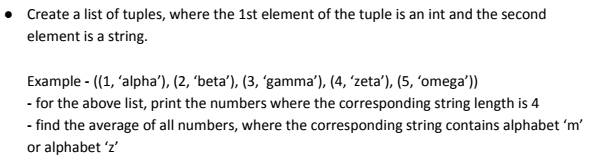 ● Create a list of tuples, where the 1st element of the tuple is an int and the second
element is a string.
Example - ((1, ‘alpha’), (2, ‘beta’), (3, ‘gamma’), (4, ‘zeta’), (5, ‘omega’))
- for the above list, print the numbers where the corresponding string length is 4
- find the average of all numbers, where the corresponding string contains alphabet ‘m’
or alphabet ‘z’